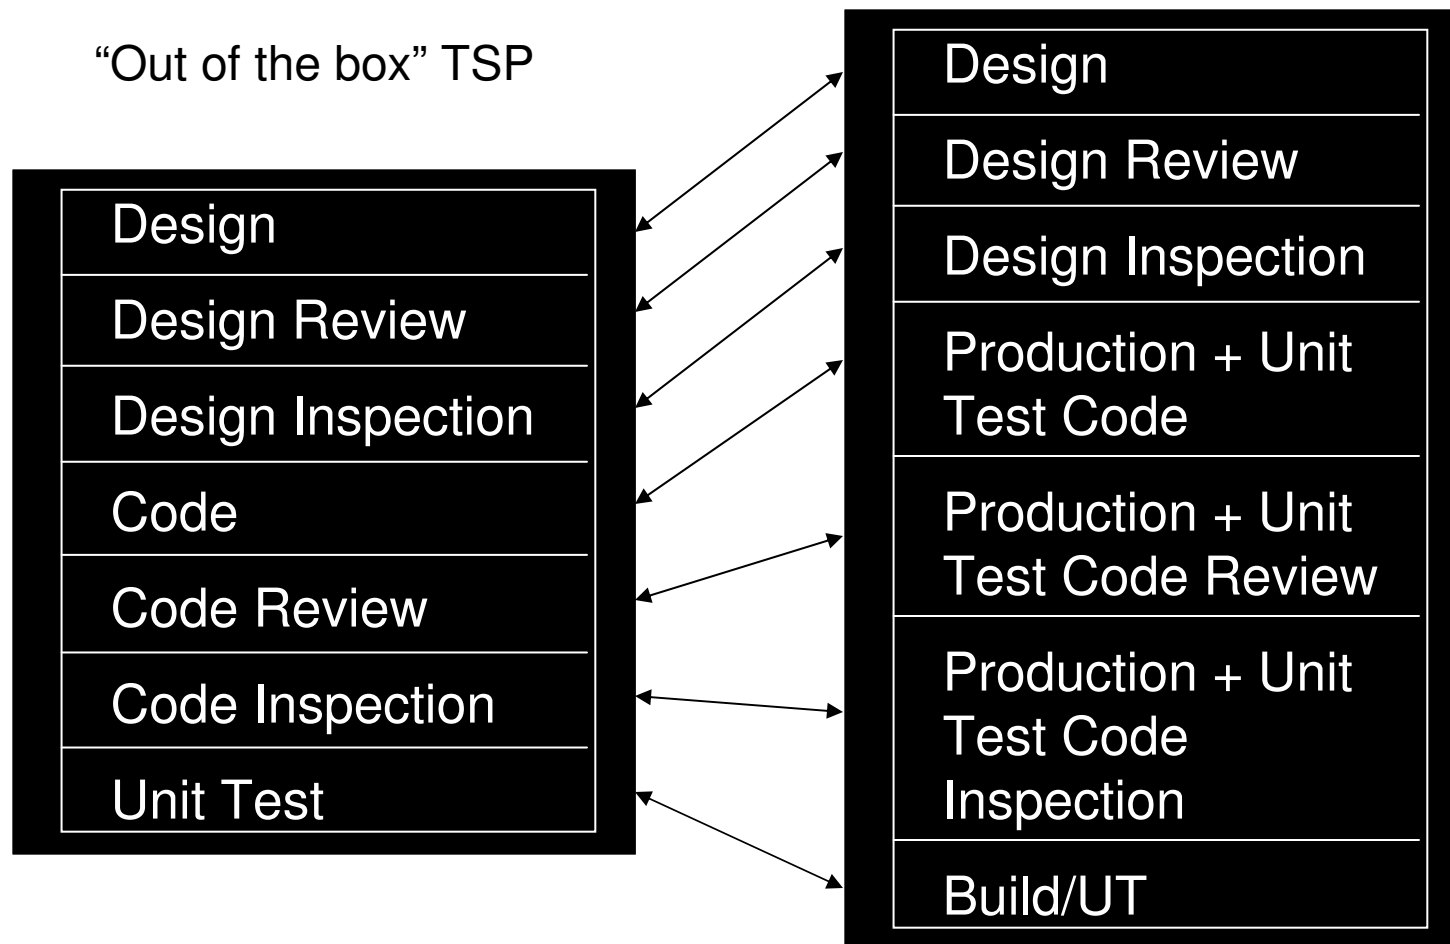 “Out of the box” TSP
Design
Design Review
Design Inspection
Code
Code Review
Code Inspection
Unit Test
Design
Design Review
Design Inspection
Production + Unit
Test Code
Production + Unit
Test Code Review
Production + Unit
Test Code
Inspection
Build/UT